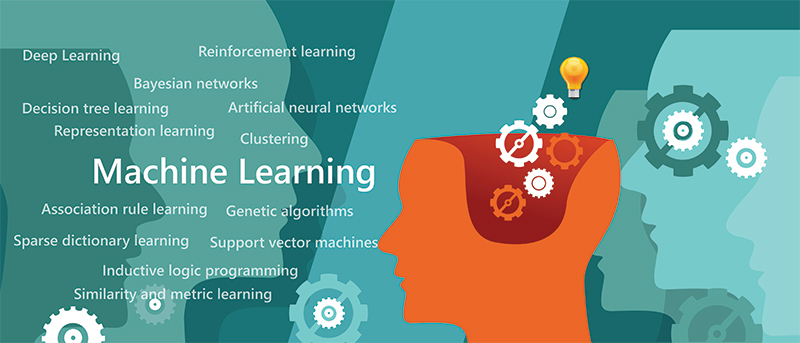 Deep Learning
Reinforcement learning
Bayesian networks
Decision tree learning
Artificial neural networks
Representation learning
Clustering
Machine Learning
Association rule learning
Genetic algorithms
Sparse dictionary learning
Support vector machines
Inductive logic programming
Similarity and metric learning